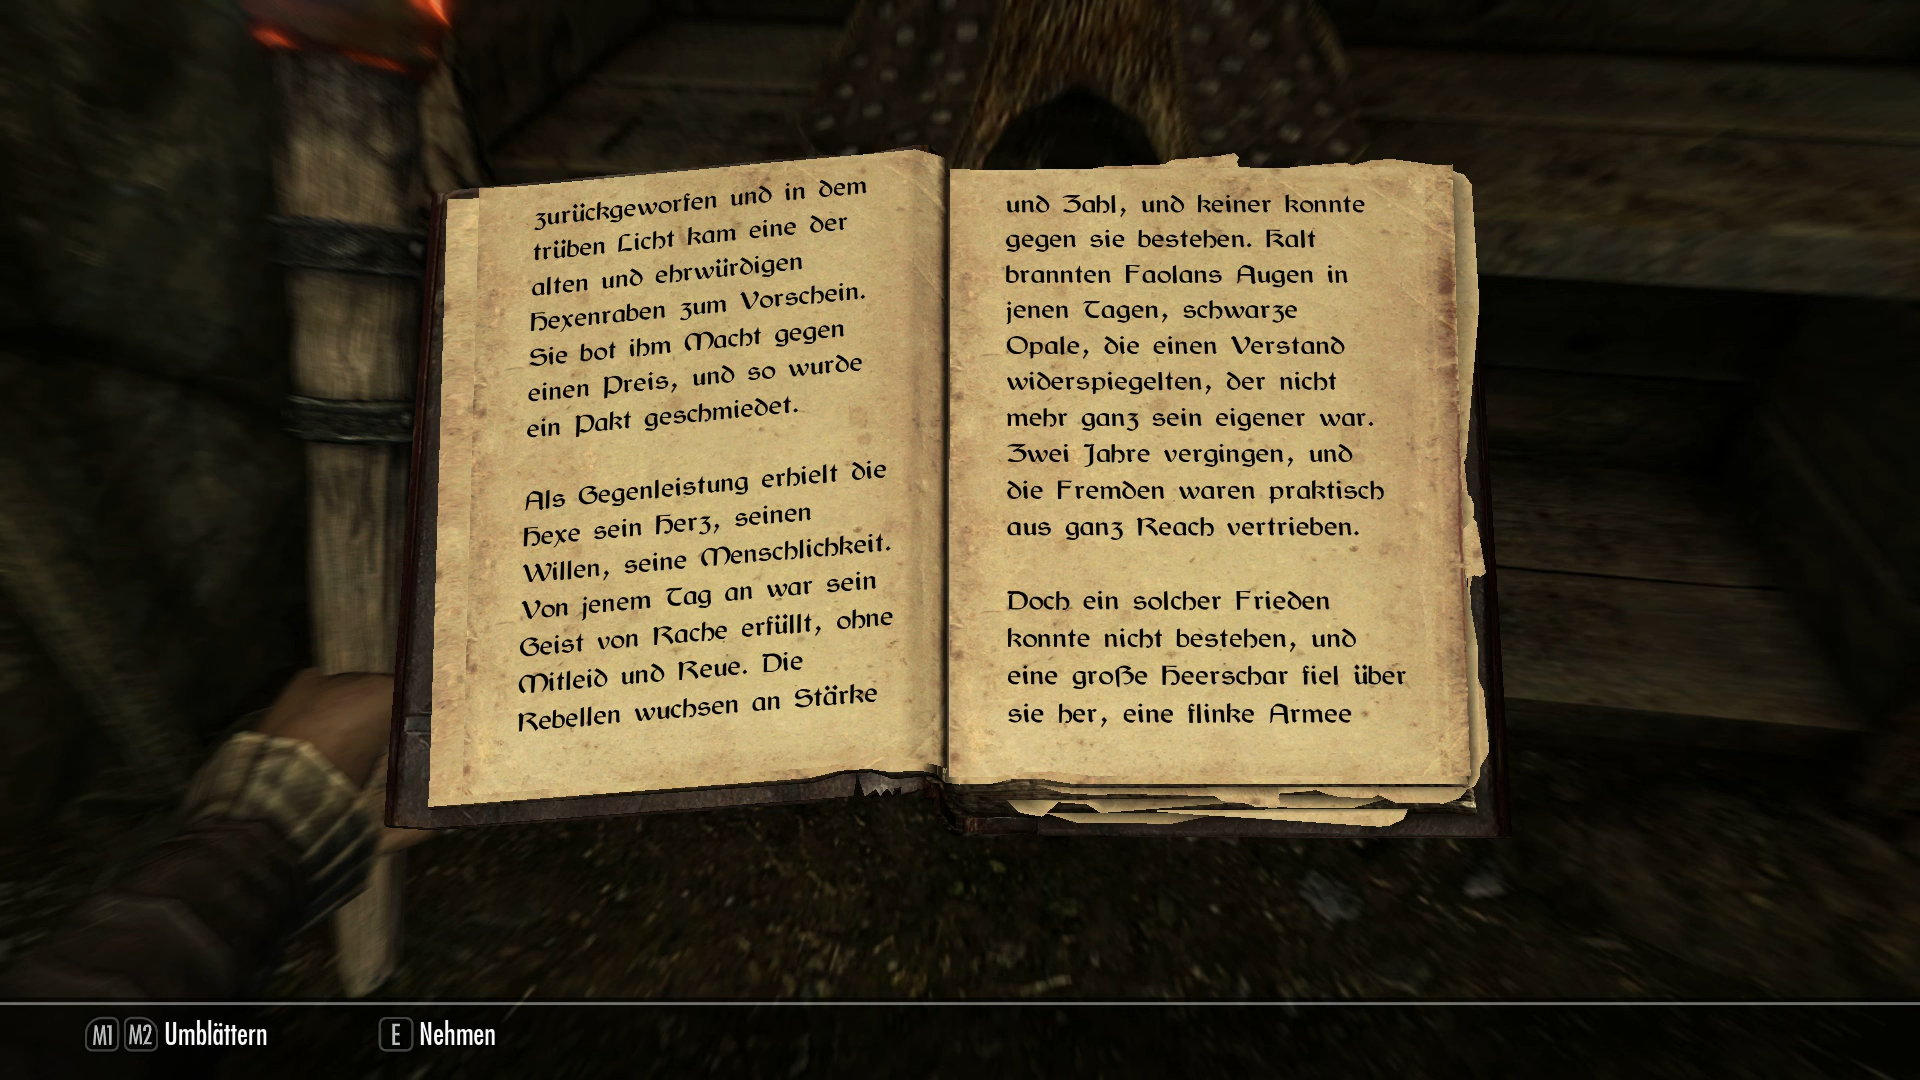 zurückgeworfen und in dem
trüben Licht kam eine der
alten und ehrwürdigen
Hexenraben zum Vorschein.
Sie bot ihm Macht gegen
einen Preis, und so wurde
ein Pakt geschmiedet.
Als Gegenleistung erhielt die
Hexe sein Herz, seinen
Willen, seine Menschlichkeit.
Von jenem Tag an war sein
Geist von Rache erfüllt, ohne
Mitleid und Reue. Die
Rebellen wuchsen an Stärke
und Zahl, und keiner konnte
gegen sie bestehen. Kalt
brannten Faolans Augen in
jenen Tagen, schwarze
Opale, die einen Verstand
widerspiegelten, der nicht
mehr ganz sein eigener war.
Zwei Jahre vergingen, und
die Fremden waren praktisch
aus ganz Reach vertrieben.
Doch ein solcher Frieden
konnte nicht bestehen, und
eine große Heerschar fiel über
sie her, eine flinke Armee
M1 M2 Umblättern
E Nehmen